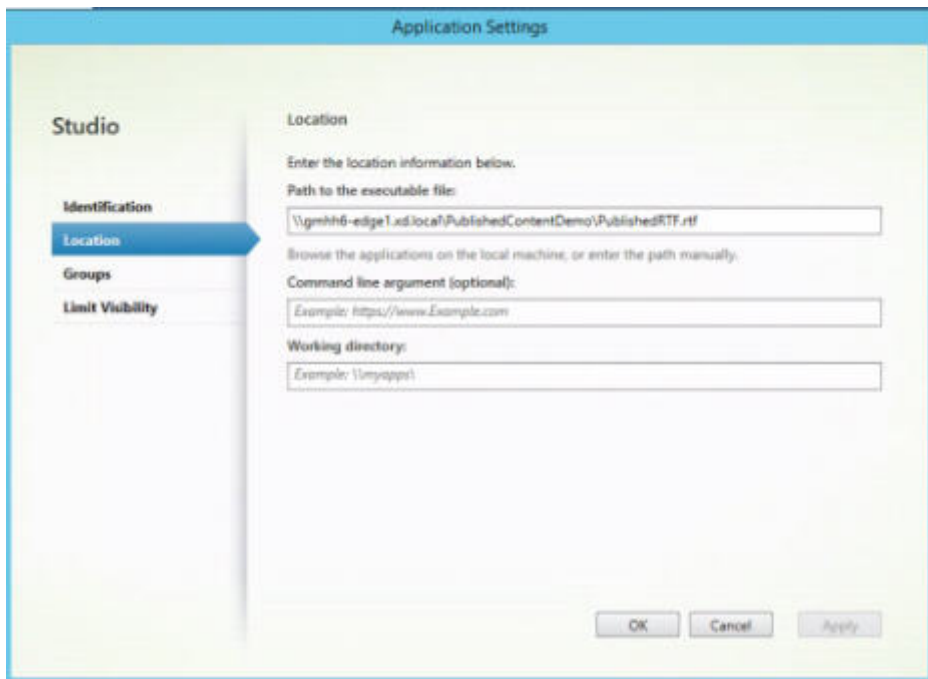 Application Settings
Studio
Identification
Location
Groups
Limit Visibility
Location
Enter the location information below.
Path to the executable file:
\\gmhh6-edge1.xd.local\PublishedContentDemo\PublishedRTF.rtf
Browse the applications on the local machine, or enter the path manually.
Command line argument (optional):
Example: https://www.Example.com
Working directory:
Example: \\myapps\
OK
Cancel
Apply